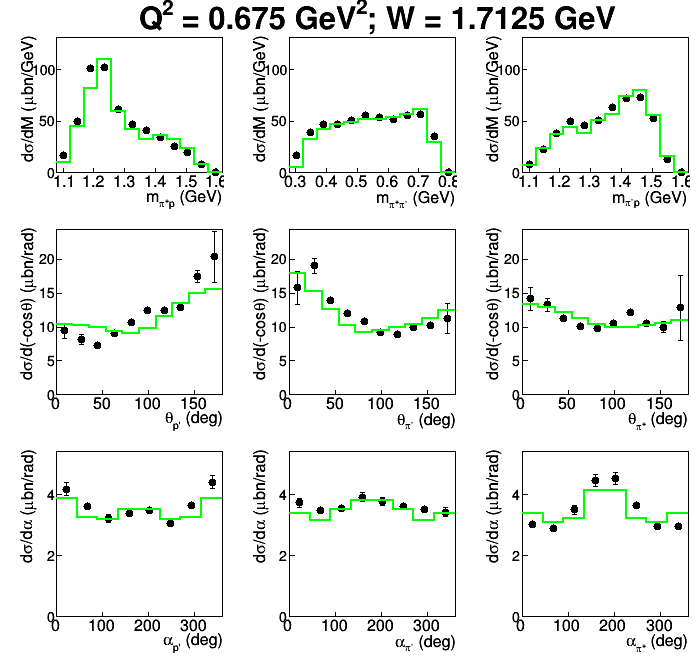 Q² = 0.675 GeV²; W = 1.7125 GeV
dσ/dM (μbn/GeV)
100
50
0
1.1 1.2 1.3 1.4 1.5 1.6
m_π⁺p (GeV)
dσ/dM (μbn/GeV)
100
50
0
0.3 0.4 0.5 0.6 0.7 0.8
m_π⁺π⁻ (GeV)
dσ/dM (μbn/GeV)
100
50
0
1.1 1.2 1.3 1.4 1.5 1.6
m_π⁻p (GeV)
dσ/d(-cosθ) (μbn/rad)
20
15
10
5
0
0 50 100 150
θ_p' (deg)
dσ/d(-cosθ) (μbn/rad)
20
15
10
5
0
0 50 100 150
θ_π⁻ (deg)
dσ/d(-cosθ) (μbn/rad)
20
15
10
5
0
0 50 100 150
θ_π⁺ (deg)
dσ/dα (μbn/rad)
4
2
0
0 100 200 300
α_p' (deg)
dσ/dα (μbn/rad)
4
2
0
0 100 200 300
α_π⁻ (deg)
dσ/dα (μbn/rad)
4
2
0
0 100 200 300
α_π⁺ (deg)